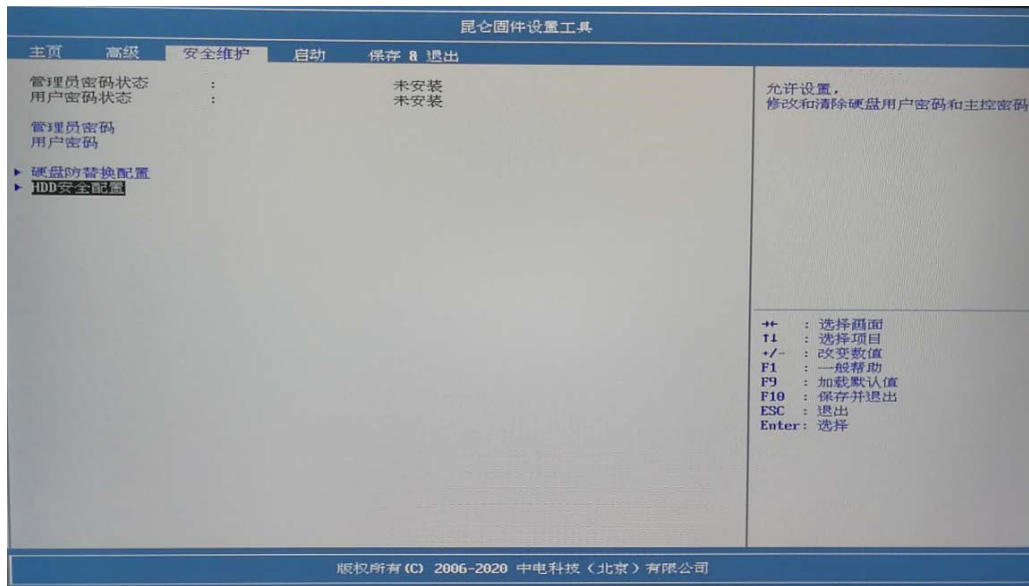 昆仑固件设置工具
主页 高级 安全维护 启动 保存 & 退出
管理员密码状态 : 未安装
用户密码状态 : 未安装
管理员密码
用户密码
硬盘防替换配置
HDD安全配置
允许设置,
修改和清除硬盘用户密码和主控密码
→← : 选择画面
↑↓ : 选择项目
+/- : 改变数值
F1 : 一般帮助
F9 : 加载默认值
F10 : 保存并退出
ESC : 退出
Enter: 选择
版权所有(C) 2006-2020 中电科技(北京)有限公司